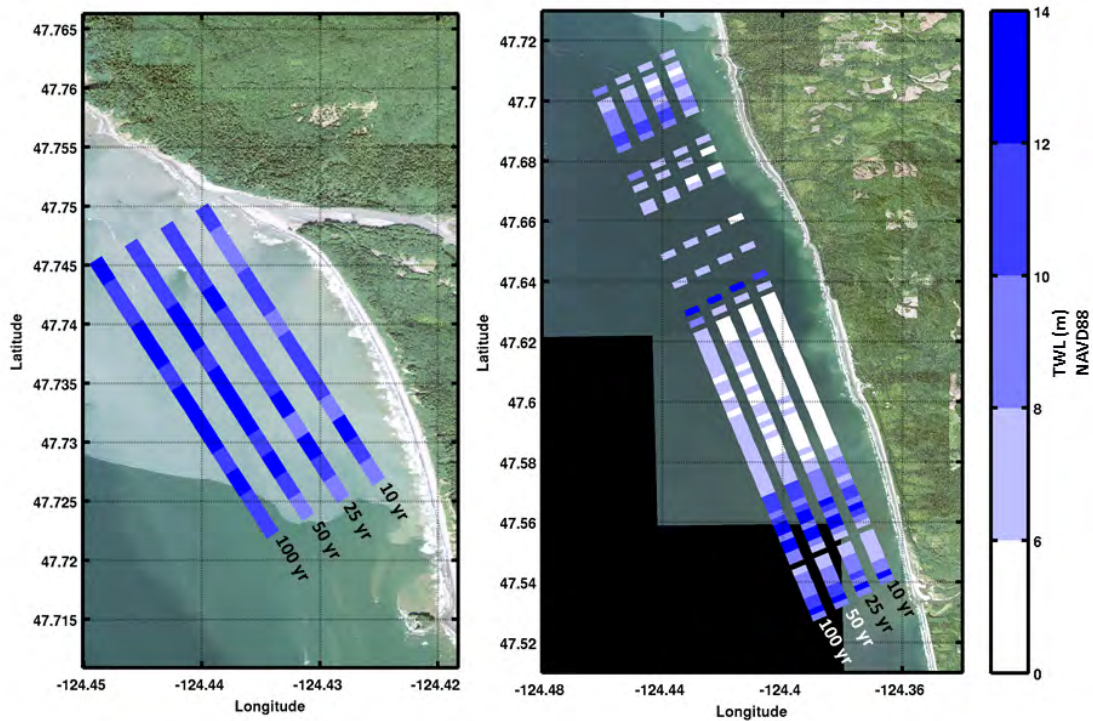 47.765
47.76
47.755
47.75
47.745
47.74
47.735
47.73
47.725
47.72
47.715
Latitude
-124.45
-124.44
-124.43
-124.42
Longitude
100 yr
50 yr
25 yr
10 yr
47.72
47.7
47.68
47.66
47.64
47.62
47.6
47.58
47.56
47.54
47.52
Latitude
-124.48
-124.44
-124.4
-124.36
Longitude
100 yr
50 yr
25 yr
10 yr
14
12
10
8
6
0
TWL (m)
NAVD88